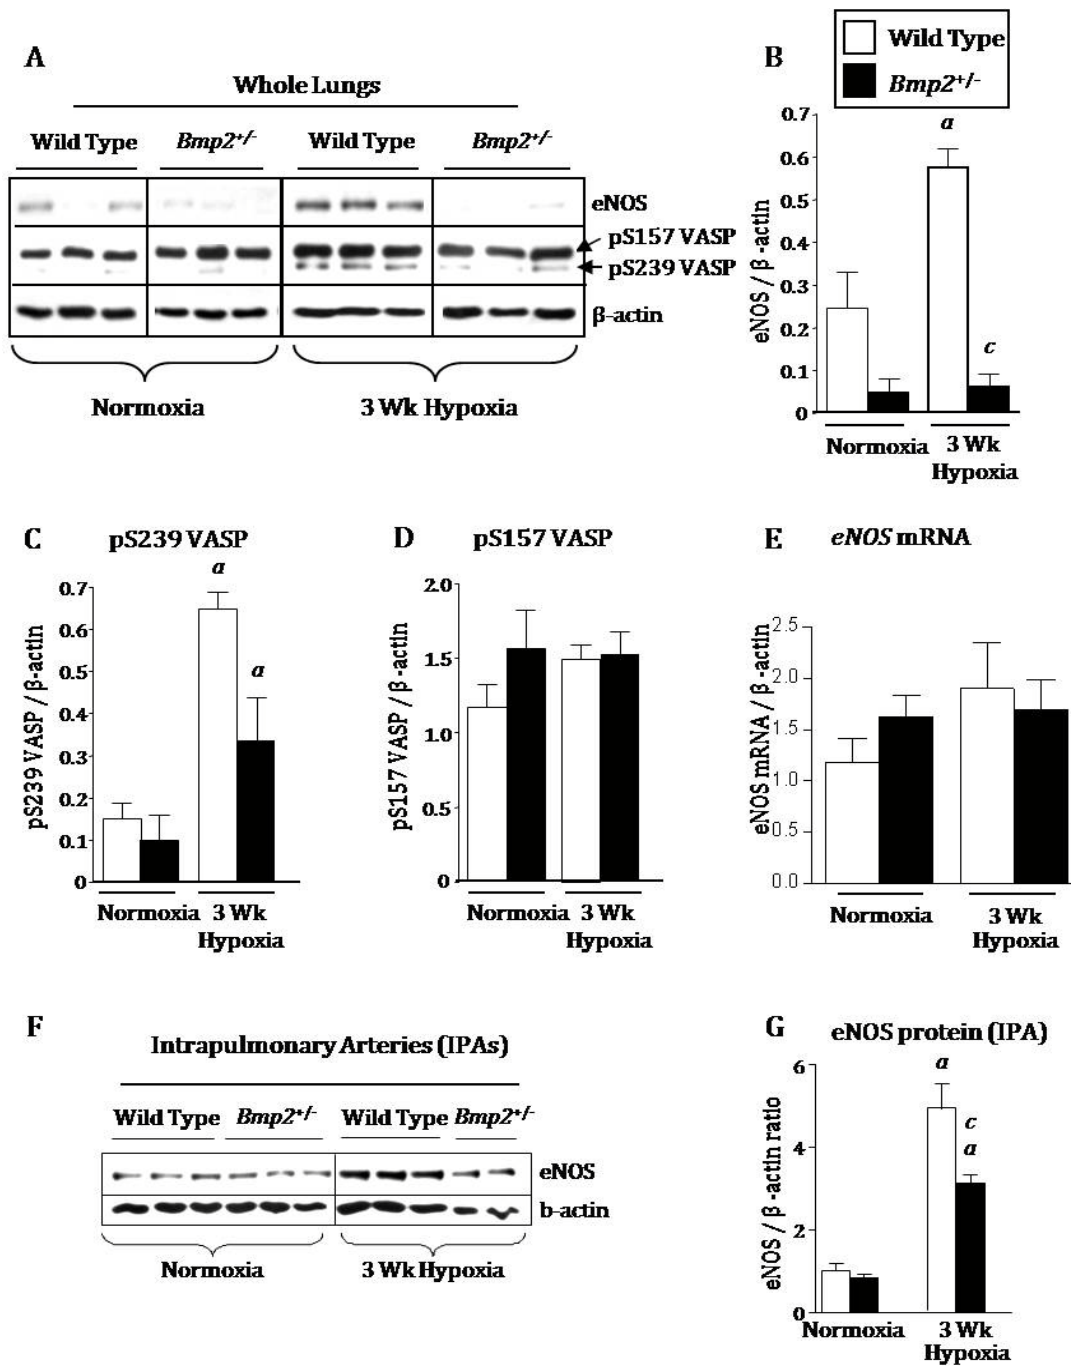 A
Whole Lungs
Wild Type Bmp2+/- Wild Type Bmp2+/-
eNOS
pS157 VASP
pS239 VASP
β-actin
Normoxia 3 Wk Hypoxia
B
Wild Type
Bmp2+/-
eNOS / β-actin
0.7
0.6
0.5
0.4
0.3
0.2
0.1
0
a
c
Normoxia 3 Wk
Hypoxia
C pS239 VASP
pS239 VASP / β-actin
0.7
0.6
0.5
0.4
0.3
0.2
0.1
0
a
a
Normoxia 3 Wk
Hypoxia
D pS157 VASP
pS157 VASP / β -actin
2.0
1.5
1.0
0.5
0
Normoxia 3 Wk
Hypoxia
E eNOS mRNA
eNOS mRNA / β -actin
2.5
2.0
1.5
1.0
0.5
0.0
Normoxia 3 Wk
Hypoxia
F
Intrapulmonary Arteries (IPAs)
Wild Type Bmp2+/- Wild Type Bmp2+/-
eNOS
b-actin
Normoxia 3 Wk Hypoxia
G eNOS protein (IPA)
eNOS / β -actin ratio
6
4
2
0
a
c
a
Normoxia 3 Wk
Hypoxia